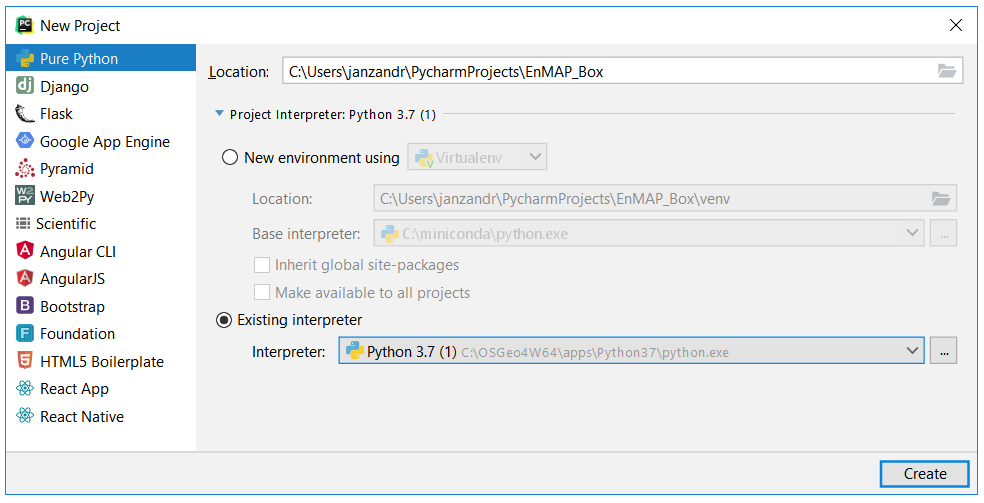 New Project
Pure Python
Django
Flask
Google App Engine
Pyramid
Web2Py
Scientific
Angular CLI
AngularJS
Bootstrap
Foundation
HTML5 Boilerplate
React App
React Native
Location: C:\Users\janzandr\PycharmProjects\EnMAP_Box
Project Interpreter: Python 3.7 (1)
New environment using Virtualenv
Location: C:\Users\janzandr\PycharmProjects\EnMAP_Box\venv
Base interpreter: C:\miniconda\python.exe ...
Inherit global site-packages
Make available to all projects
Existing interpreter
Interpreter: Python 3.7 (1) C:\OSGeo4W64\apps\Python37\python.exe ...
Create